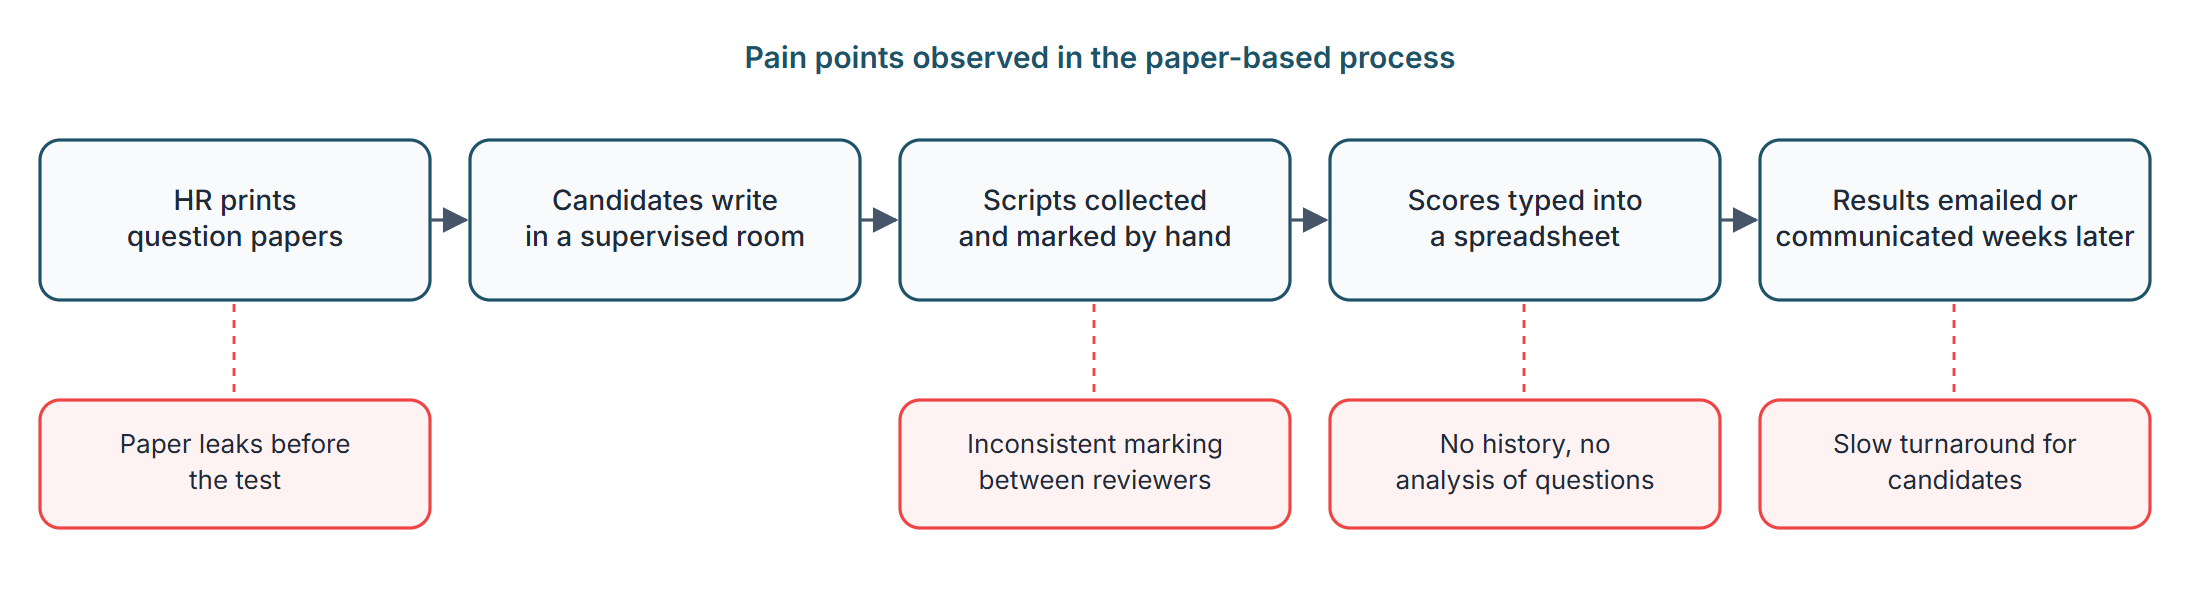 Pain points observed in the paper-based process
HR prints
question papers
Candidates write
in a supervised room
Scripts collected
and marked by hand
Scores typed into
a spreadsheet
Results emailed or
communicated weeks later
Paper leaks before
the test
Inconsistent marking
between reviewers
No history, no
analysis of questions
Slow turnaround for
candidates